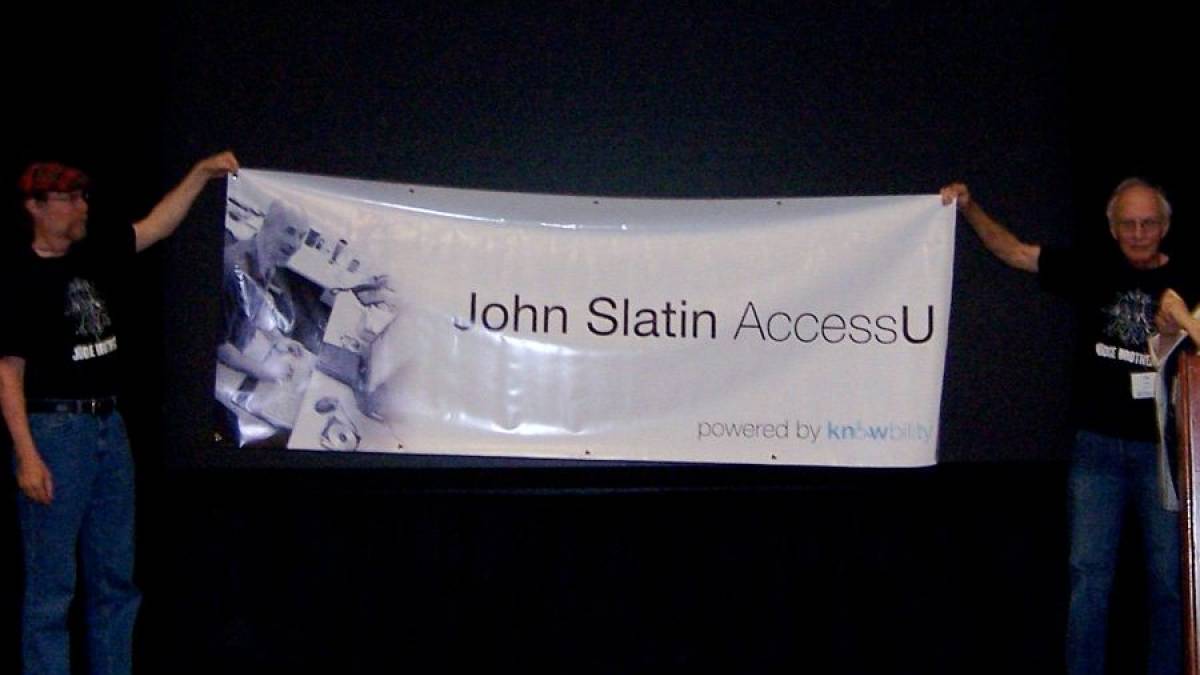 John Slatin AccessU
powered by knowbility